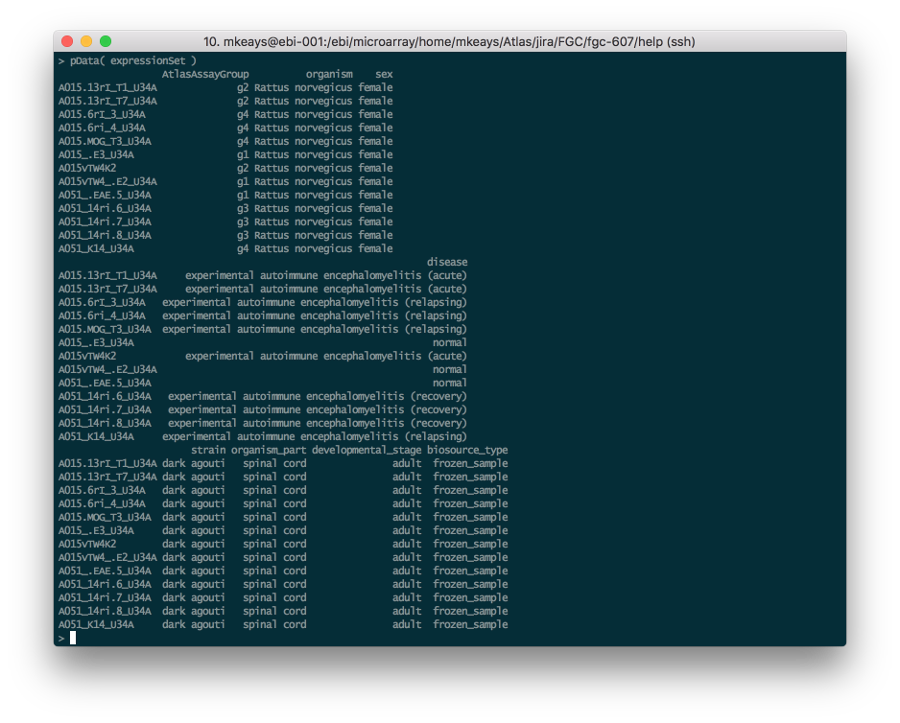 10. mkeays@ebi-001:/ebi/microarray/home/mkeays/Atlas/jira/FGC/fgc-607/help (ssh)
> pData( expressionSet )
AtlasAssayGroup organism sex
A015.13rI_T1_U34A g2 Rattus norvegicus female
A015.13rI_T7_U34A g2 Rattus norvegicus female
A015.6rI_3_U34A g4 Rattus norvegicus female
A015.6ri_4_U34A g4 Rattus norvegicus female
A015.MOG_T3_U34A g4 Rattus norvegicus female
A015_.E3_U34A g1 Rattus norvegicus female
A015vTW4K2 g2 Rattus norvegicus female
A015vTW4_.E2_U34A g1 Rattus norvegicus female
A051_.EAE.5_U34A g1 Rattus norvegicus female
A051_14ri.6_U34A g3 Rattus norvegicus female
A051_14ri.7_U34A g3 Rattus norvegicus female
A051_14ri.8_U34A g3 Rattus norvegicus female
A051_K14_U34A g4 Rattus norvegicus female
disease
A015.13rI_T1_U34A experimental autoimmune encephalomyelitis (acute)
A015.13rI_T7_U34A experimental autoimmune encephalomyelitis (acute)
A015.6rI_3_U34A experimental autoimmune encephalomyelitis (relapsing)
A015.6ri_4_U34A experimental autoimmune encephalomyelitis (relapsing)
A015.MOG_T3_U34A experimental autoimmune encephalomyelitis (relapsing)
A015_.E3_U34A normal
A015vTW4K2 experimental autoimmune encephalomyelitis (acute)
A015vTW4_.E2_U34A normal
A051_.EAE.5_U34A normal
A051_14ri.6_U34A experimental autoimmune encephalomyelitis (recovery)
A051_14ri.7_U34A experimental autoimmune encephalomyelitis (recovery)
A051_14ri.8_U34A experimental autoimmune encephalomyelitis (recovery)
A051_K14_U34A experimental autoimmune encephalomyelitis (relapsing)
strain organism_part developmental_stage biosource_type
A015.13rI_T1_U34A dark agouti spinal cord adult frozen_sample
A015.13rI_T7_U34A dark agouti spinal cord adult frozen_sample
A015.6rI_3_U34A dark agouti spinal cord adult frozen_sample
A015.6ri_4_U34A dark agouti spinal cord adult frozen_sample
A015.MOG_T3_U34A dark agouti spinal cord adult frozen_sample
A015_.E3_U34A dark agouti spinal cord adult frozen_sample
A015vTW4K2 dark agouti spinal cord adult frozen_sample
A015vTW4_.E2_U34A dark agouti spinal cord adult frozen_sample
A051_.EAE.5_U34A dark agouti spinal cord adult frozen_sample
A051_14ri.6_U34A dark agouti spinal cord adult frozen_sample
A051_14ri.7_U34A dark agouti spinal cord adult frozen_sample
A051_14ri.8_U34A dark agouti spinal cord adult frozen_sample
A051_K14_U34A dark agouti spinal cord adult frozen_sample
>